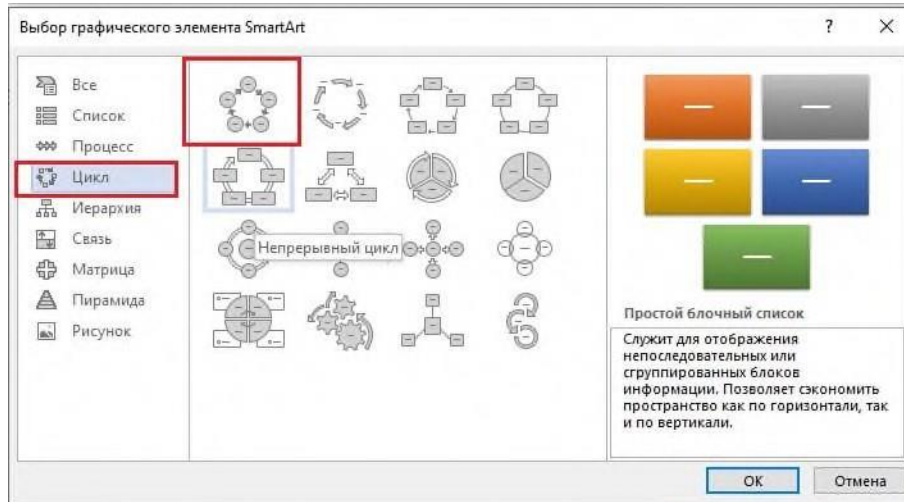 Выбор графического элемента SmartArt
Все
Список
Процесс
Цикл
Иерархия
Связь
Матрица
Пирамида
Рисунок
Непрерывный цикл
Простой блочный список
Служит для отображения
непоследовательных или
сгруппированных блоков
информации. Позволяет сэкономить
пространство как по горизонтали, так
и по вертикали.
ОК
Отмена